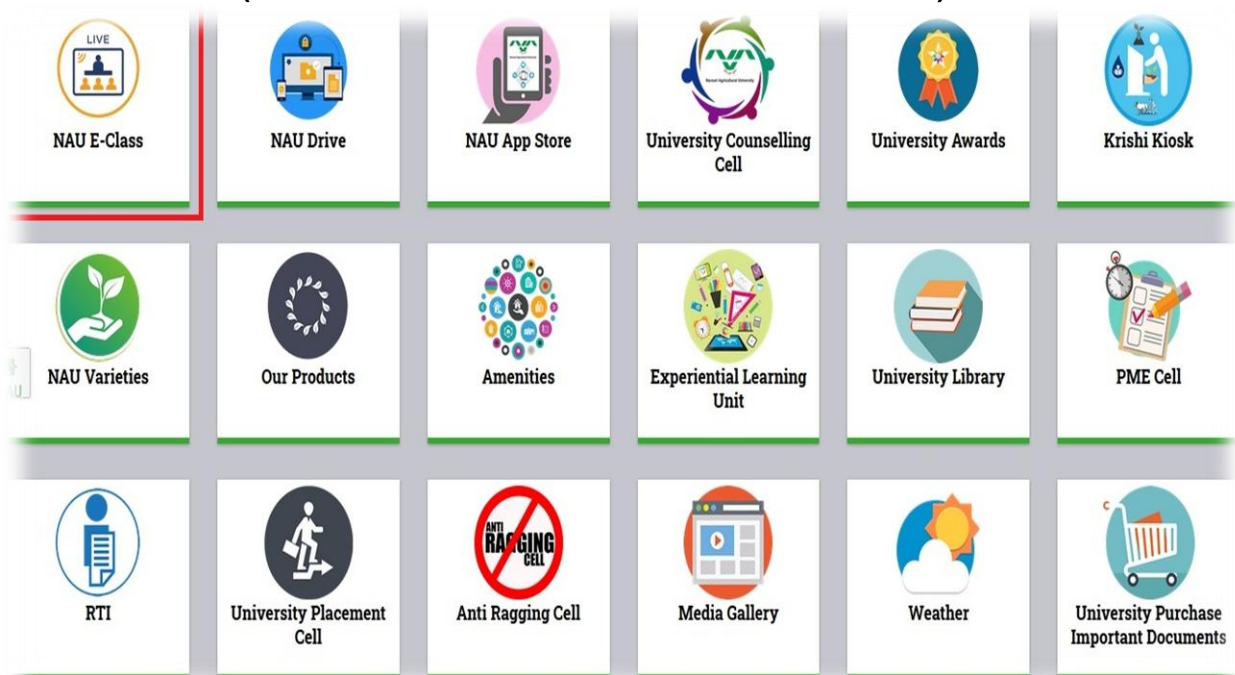 LIVE
NAU E-Class
NAU Drive
NAU App Store
University Counselling
Cell
University Awards
Krishi Kiosk
NAU Varieties
Our Products
Amenities
Experiential Learning
Unit
University Library
PME Cell
RTI
University Placement
Cell
ANTI
RAGGING
CELL
Anti Ragging Cell
Media Gallery
Weather
University Purchase
Important Documents